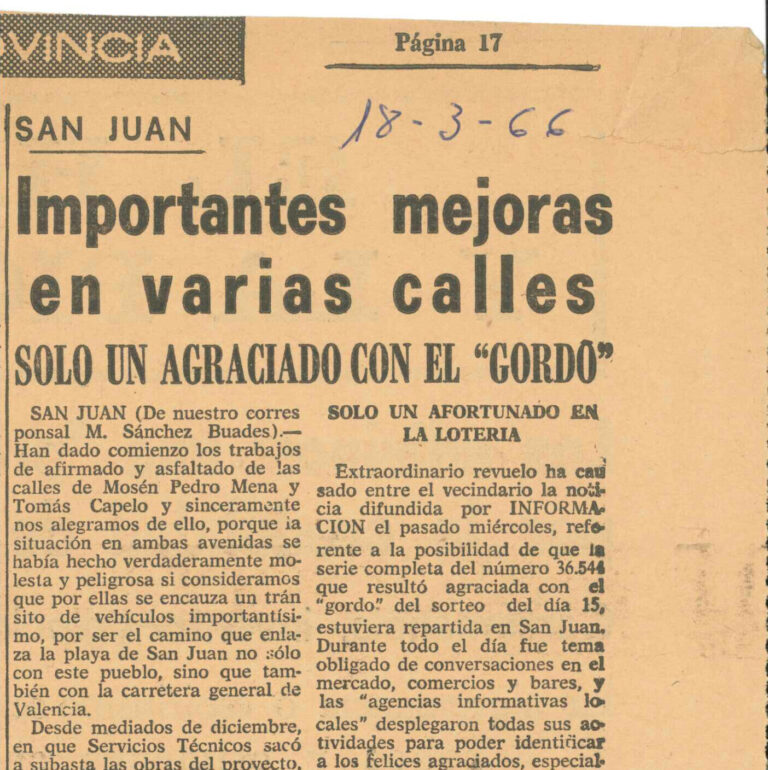 OVINCIA
Página 17
18-3-66
SAN JUAN
Importantes mejoras
en varias calles
SOLO UN AGRACIADO CON EL "GORDO"
SAN JUAN (De nuestro corres
ponsal M. Sánchez Buades).—
Han dado comienzo los trabajos
de afirmado y asfaltado de las
calles de Mosén Pedro Mena y
Tomás Capelo y sinceramente
nos alegramos de ello, porque la
situación en ambas avenidas se
había hecho verdaderamente mo-
lesta y peligrosa si consideramos
que por ellas se encauza un trán
sito de vehículos importantísi-
mo, por ser el camino que enla-
za la playa de San Juan no sólo
con este pueblo, sino que tam-
bién con la carretera general de
Valencia.
Desde mediados de diciembre,
en que Servicios Técnicos sacó
a subasta las obras del proyecto,
SOLO UN AFORTUNADO EN
LA LOTERIA
Extraordinario revuelo ha cau
sado entre el vecindario la noti-
cia difundida por INFORMA-
CION el pasado miércoles, refe-
rente a la posibilidad de que la
serie completa del número 36.544
que resultó agraciada con el
"gordo" del sorteo del día 15,
estuviera repartida en San Juan.
Durante todo el día fue tema
obligado de conversaciones en el
mercado, comercios y bares, y
las "agencias informativas lo-
cales" desplegaron todas sus ac-
tividades para poder identificar
a los felices agraciados, especial-